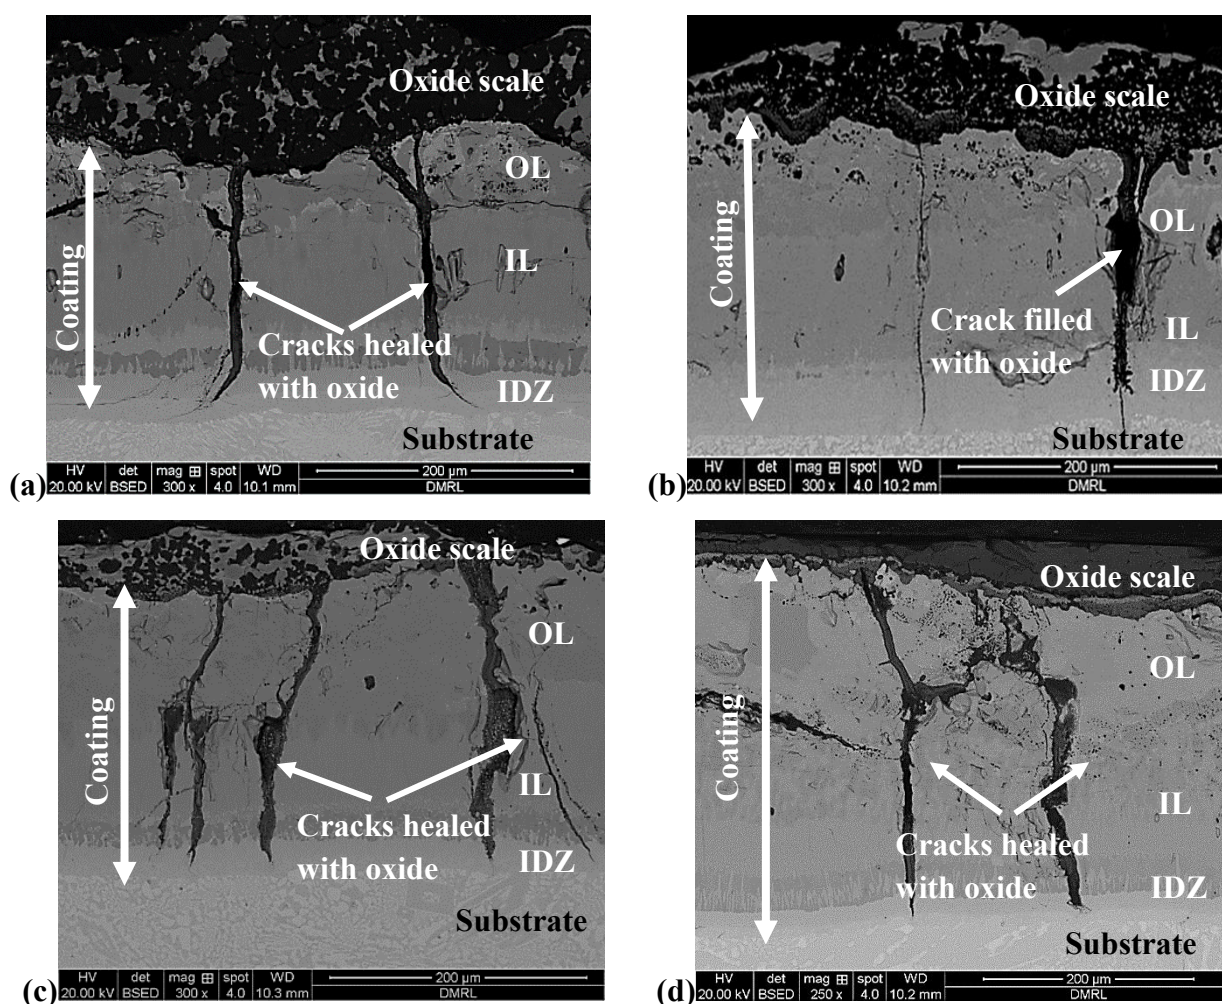 Oxide scale
OL
Coating
IL
Cracks healed
with oxide
IDZ
Substrate
(a)
HV det mag ⊞ spot WD 200 µm
20.00 kV BSED 300 x 4.0 10.1 mm DMRL
Oxide scale
OL
Coating
Crack filled
with oxide
IL
IDZ
Substrate
(b)
HV det mag ⊞ spot WD 200 µm
20.00 kV BSED 300 x 4.0 10.2 mm DMRL
Oxide scale
OL
Coating
IL
Cracks healed
with oxide
IDZ
Substrate
(c)
HV det mag ⊞ spot WD 200 µm
20.00 kV BSED 300 x 4.0 10.3 mm DMRL
Oxide scale
OL
Coating
IL
Cracks healed
with oxide
IDZ
Substrate
(d)
HV det mag ⊞ spot WD 200 µm
20.00 kV BSED 250 x 4.0 10.2 mm DMRL